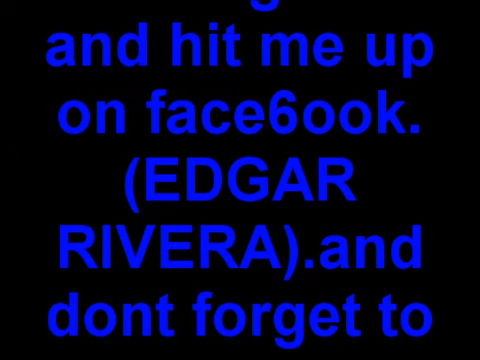 and hit me up
on face6ook.
(EDGAR
RIVERA).and
dont forget to